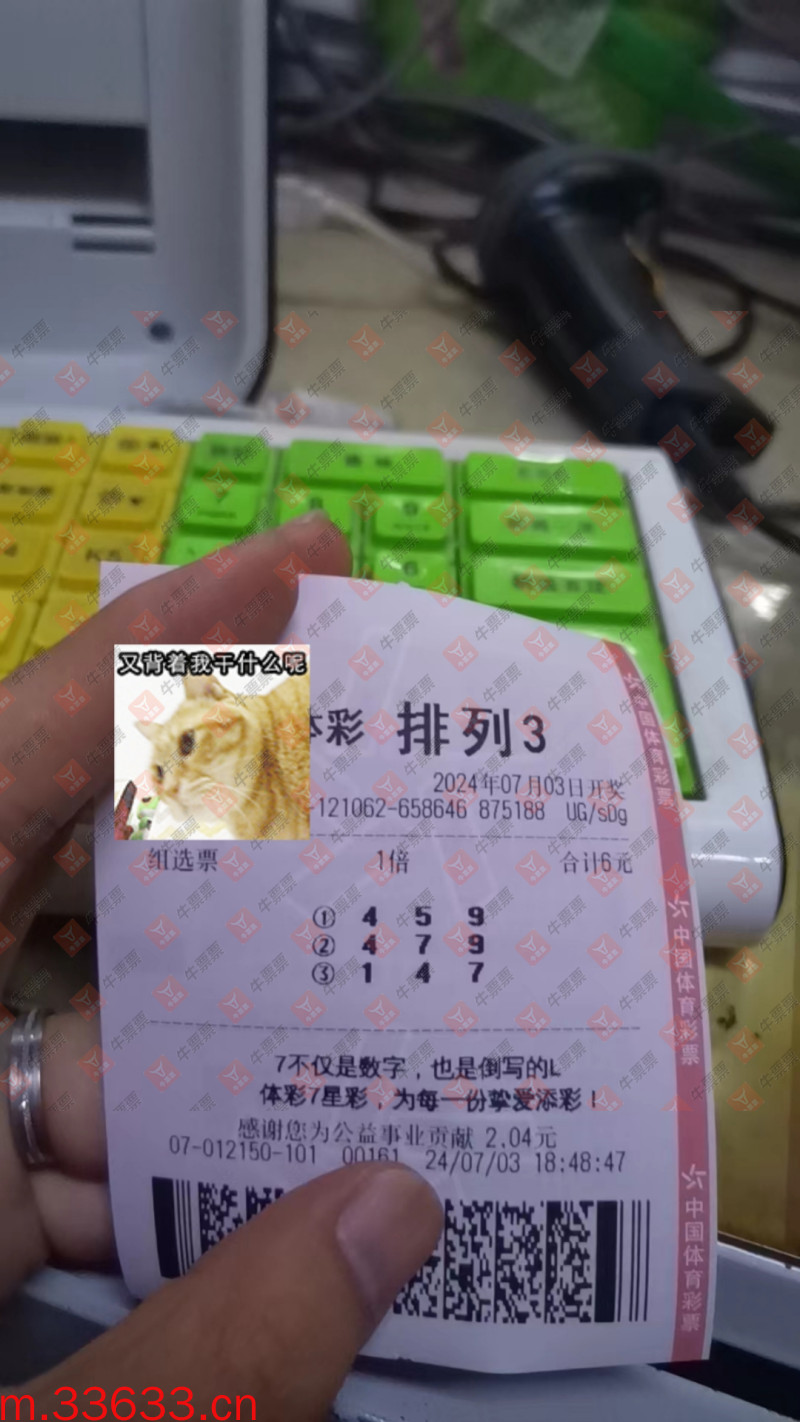 又背着我干什么呢
体彩 排列3
2024年07月03日开奖
-121062-658646 875188 UG/sDg
组选票 1倍 合计6元
① 4 5 9
② 4 7 9
③ 1 4 7
7不仅是数字，也是倒写的L
体彩7星彩，为每一份挚爱添彩！
感谢您为公益事业贡献 2.04元
07-012150-101 00161 24/07/03 18:48:47
中国体育彩票
中国体育彩票
中国体育彩票
牛票票
m.33633.cn